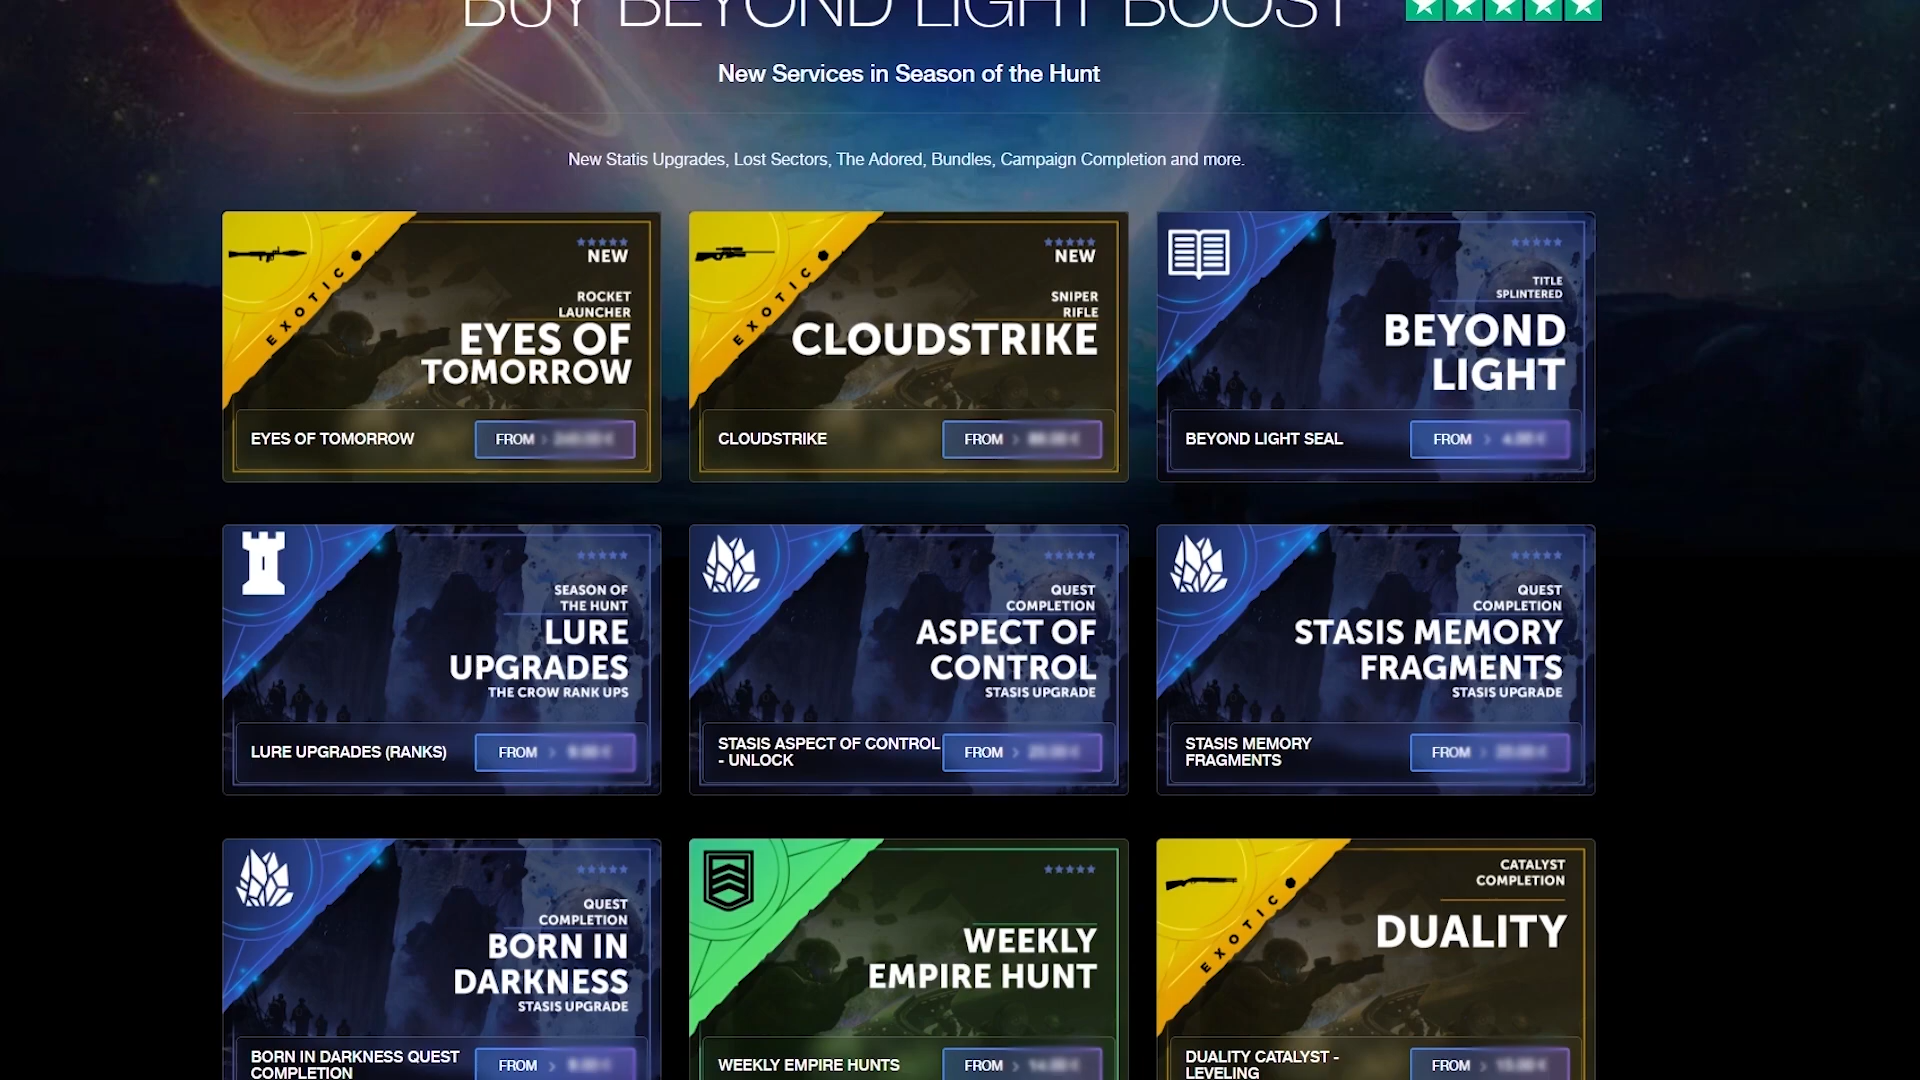 BUY BEYOND LIGHT BOOST
New Services in Season of the Hunt
New Statis Upgrades, Lost Sectors, The Adored, Bundles, Campaign Completion and more.
EXOTIC
NEW
ROCKET
LAUNCHER
EYES OF
TOMORROW
EYES OF TOMORROW
FROM >
EXOTIC
NEW
SNIPER
RIFLE
CLOUDSTRIKE
CLOUDSTRIKE
FROM >
TITLE
SPLINTERED
BEYOND
LIGHT
BEYOND LIGHT SEAL
FROM >
SEASON OF
THE HUNT
LURE
UPGRADES
THE CROW RANK UPS
LURE UPGRADES (RANKS)
FROM >
QUEST
COMPLETION
ASPECT OF
CONTROL
STASIS UPGRADE
STASIS ASPECT OF CONTROL
- UNLOCK
FROM >
QUEST
COMPLETION
STASIS MEMORY
FRAGMENTS
STASIS UPGRADE
STASIS MEMORY
FRAGMENTS
FROM >
QUEST
COMPLETION
BORN IN
DARKNESS
STASIS UPGRADE
BORN IN DARKNESS QUEST
COMPLETION
FROM >
WEEKLY
EMPIRE HUNT
WEEKLY EMPIRE HUNTS
FROM >
EXOTIC
CATALYST
COMPLETION
DUALITY
DUALITY CATALYST -
LEVELING
FROM >